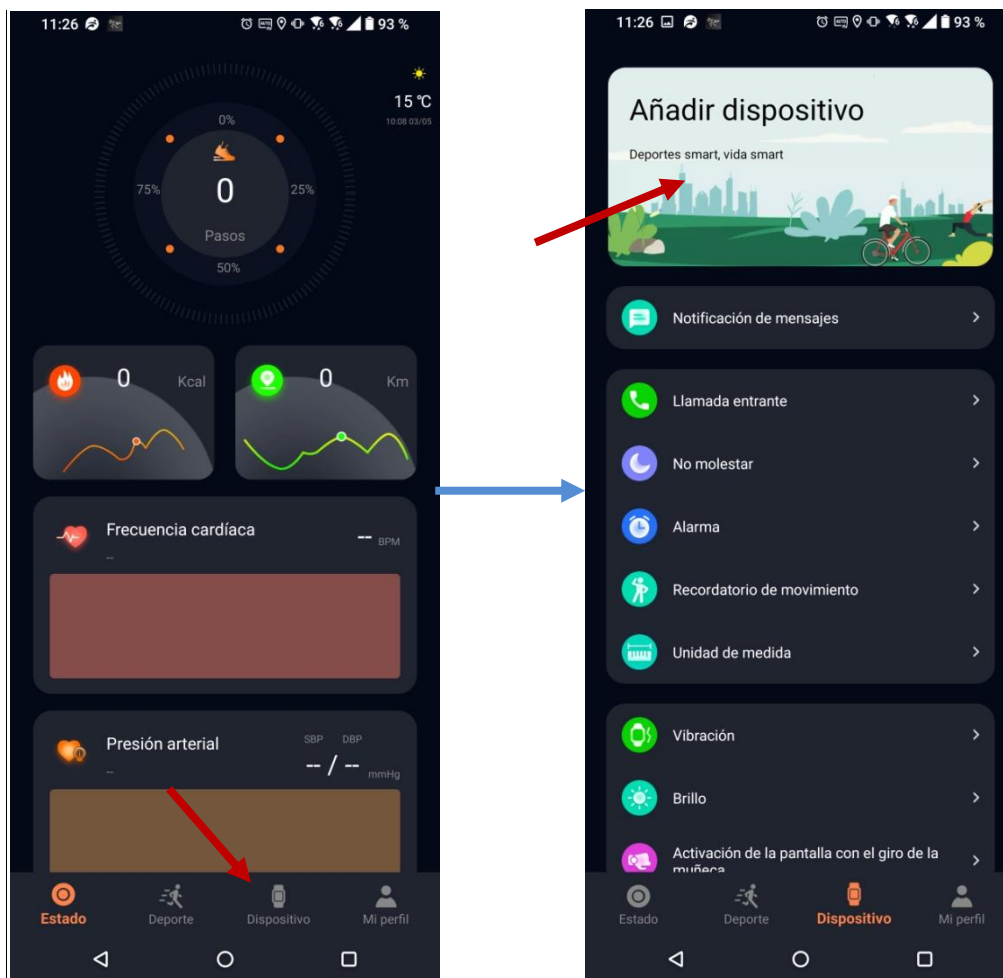 11:26
93 %
15 °C
10:08 03/05
0%
75%
0
25%
Pasos
50%
0
Kcal
0
Km
Frecuencia cardíaca
-- BPM
--
Presión arterial
SBP DBP
--
-- / -- mmHg
Estado
Deporte
Dispositivo
Mi perfil
11:26
93 %
Añadir dispositivo
Deportes smart, vida smart
Notificación de mensajes
Llamada entrante
No molestar
Alarma
Recordatorio de movimiento
Unidad de medida
Vibración
Brillo
Activación de la pantalla con el giro de la
muñeca
Estado
Deporte
Dispositivo
Mi perfil